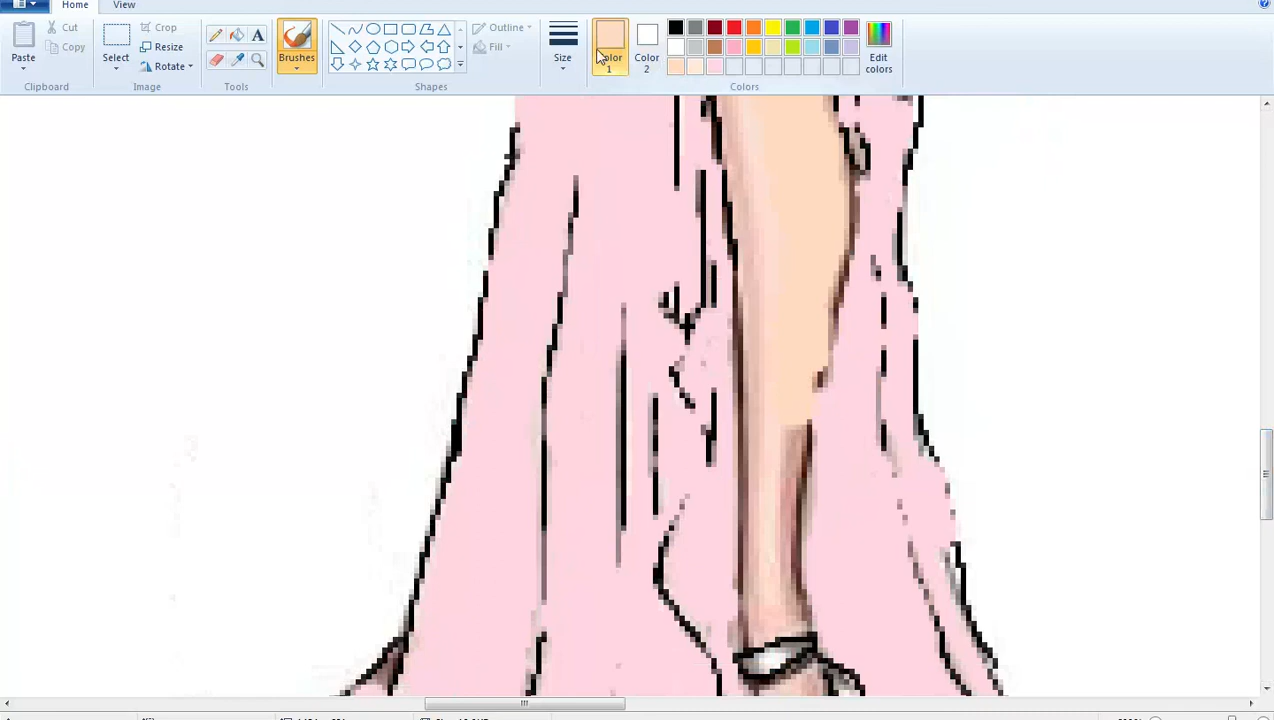 Home View
Paste
Cut
Copy
Clipboard
Select
Crop
Resize
Rotate
Image
A
Tools
Brushes
Outline
Fill
Shapes
Size
Color
1
Color
2
Edit
colors
Colors